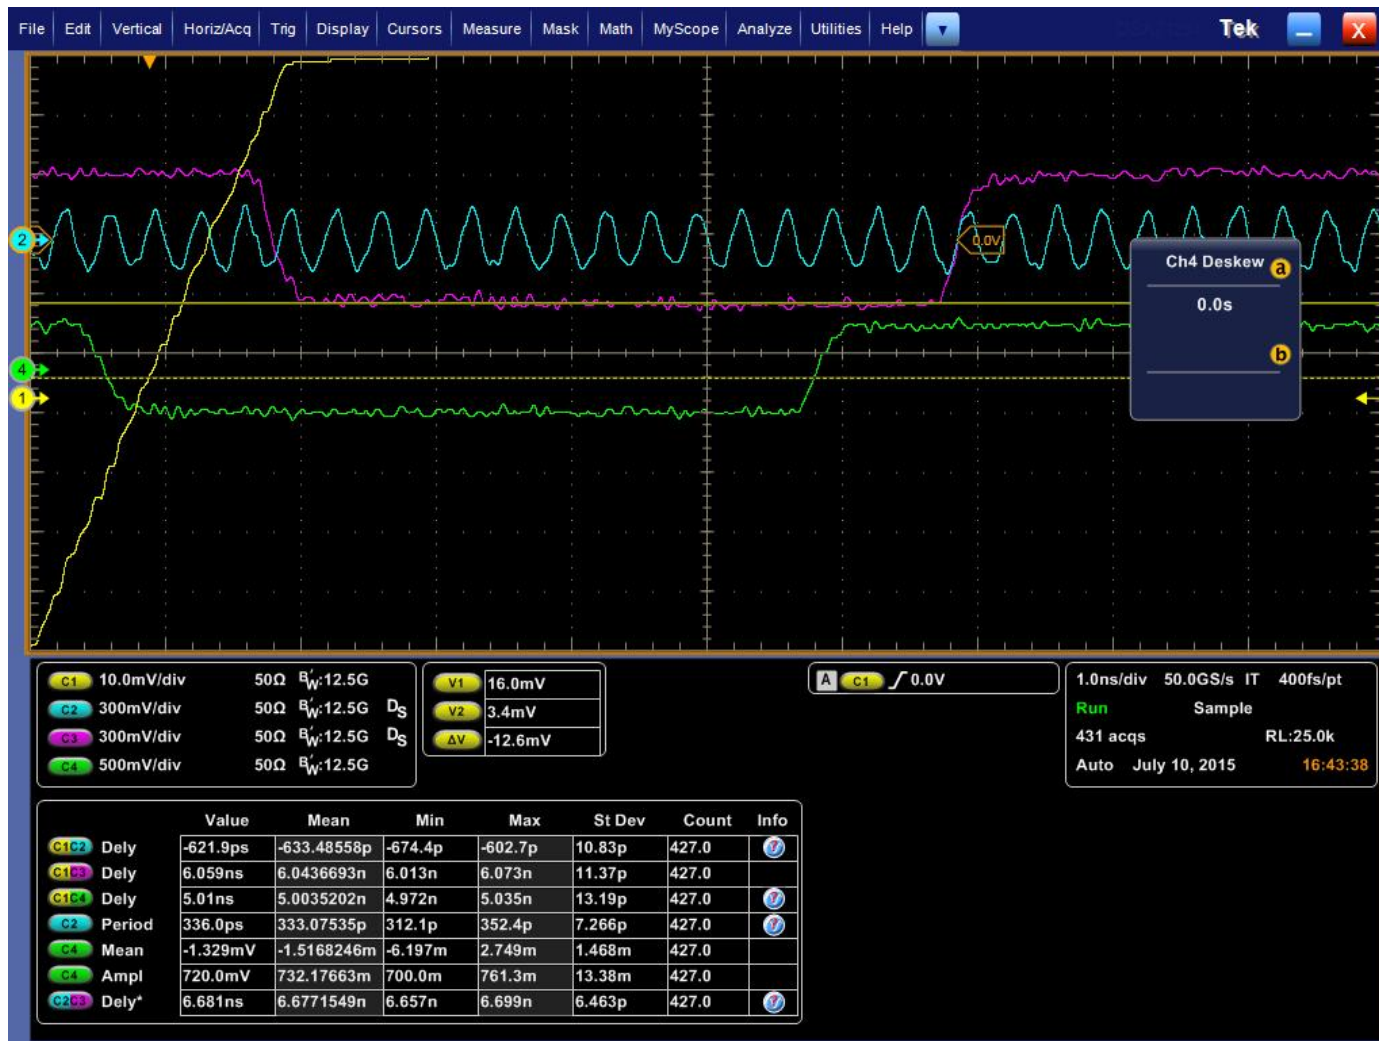 File Edit Vertical Horiz/Acq Trig Display Cursors Measure Mask Math MyScope Analyze Utilities Help Tek X
2
0.0V
Ch4 Deskew a
0.0s
b
4
1
C1 10.0mV/div 50Ω BW:12.5G
C2 300mV/div 50Ω BW:12.5G DS
C3 300mV/div 50Ω BW:12.5G DS
C4 500mV/div 50Ω BW:12.5G
V1 16.0mV
V2 3.4mV
ΔV -12.6mV
A C1 0.0V
1.0ns/div 50.0GS/s IT 400fs/pt
Run Sample
431 acqs RL:25.0k
Auto July 10, 2015 16:43:38
Value Mean Min Max St Dev Count Info
C1C2 Dely -621.9ps -633.48558p -674.4p -602.7p 10.83p 427.0
C1C3 Dely 6.059ns 6.0436693n 6.013n 6.073n 11.37p 427.0
C1C4 Dely 5.01ns 5.0035202n 4.972n 5.035n 13.19p 427.0
C2 Period 336.0ps 333.07535p 312.1p 352.4p 7.266p 427.0
C4 Mean -1.329mV -1.5168246m -6.197m 2.749m 1.468m 427.0
C4 Ampl 720.0mV 732.17663m 700.0m 761.3m 13.38m 427.0
C2C3 Dely* 6.681ns 6.6771549n 6.657n 6.699n 6.463p 427.0